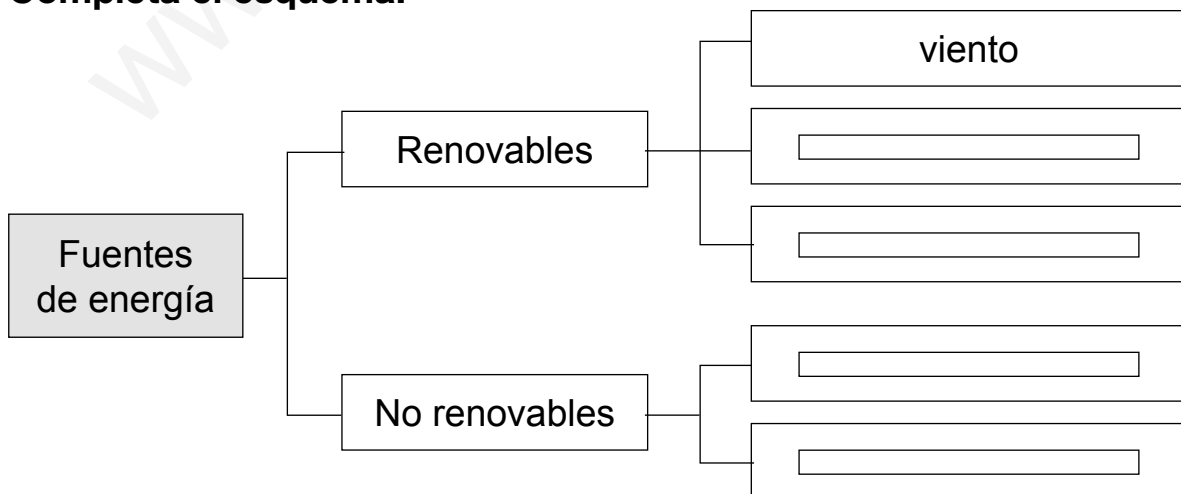 Completa el esquema.
viento
Renovables
Fuentes
de energía
No renovables